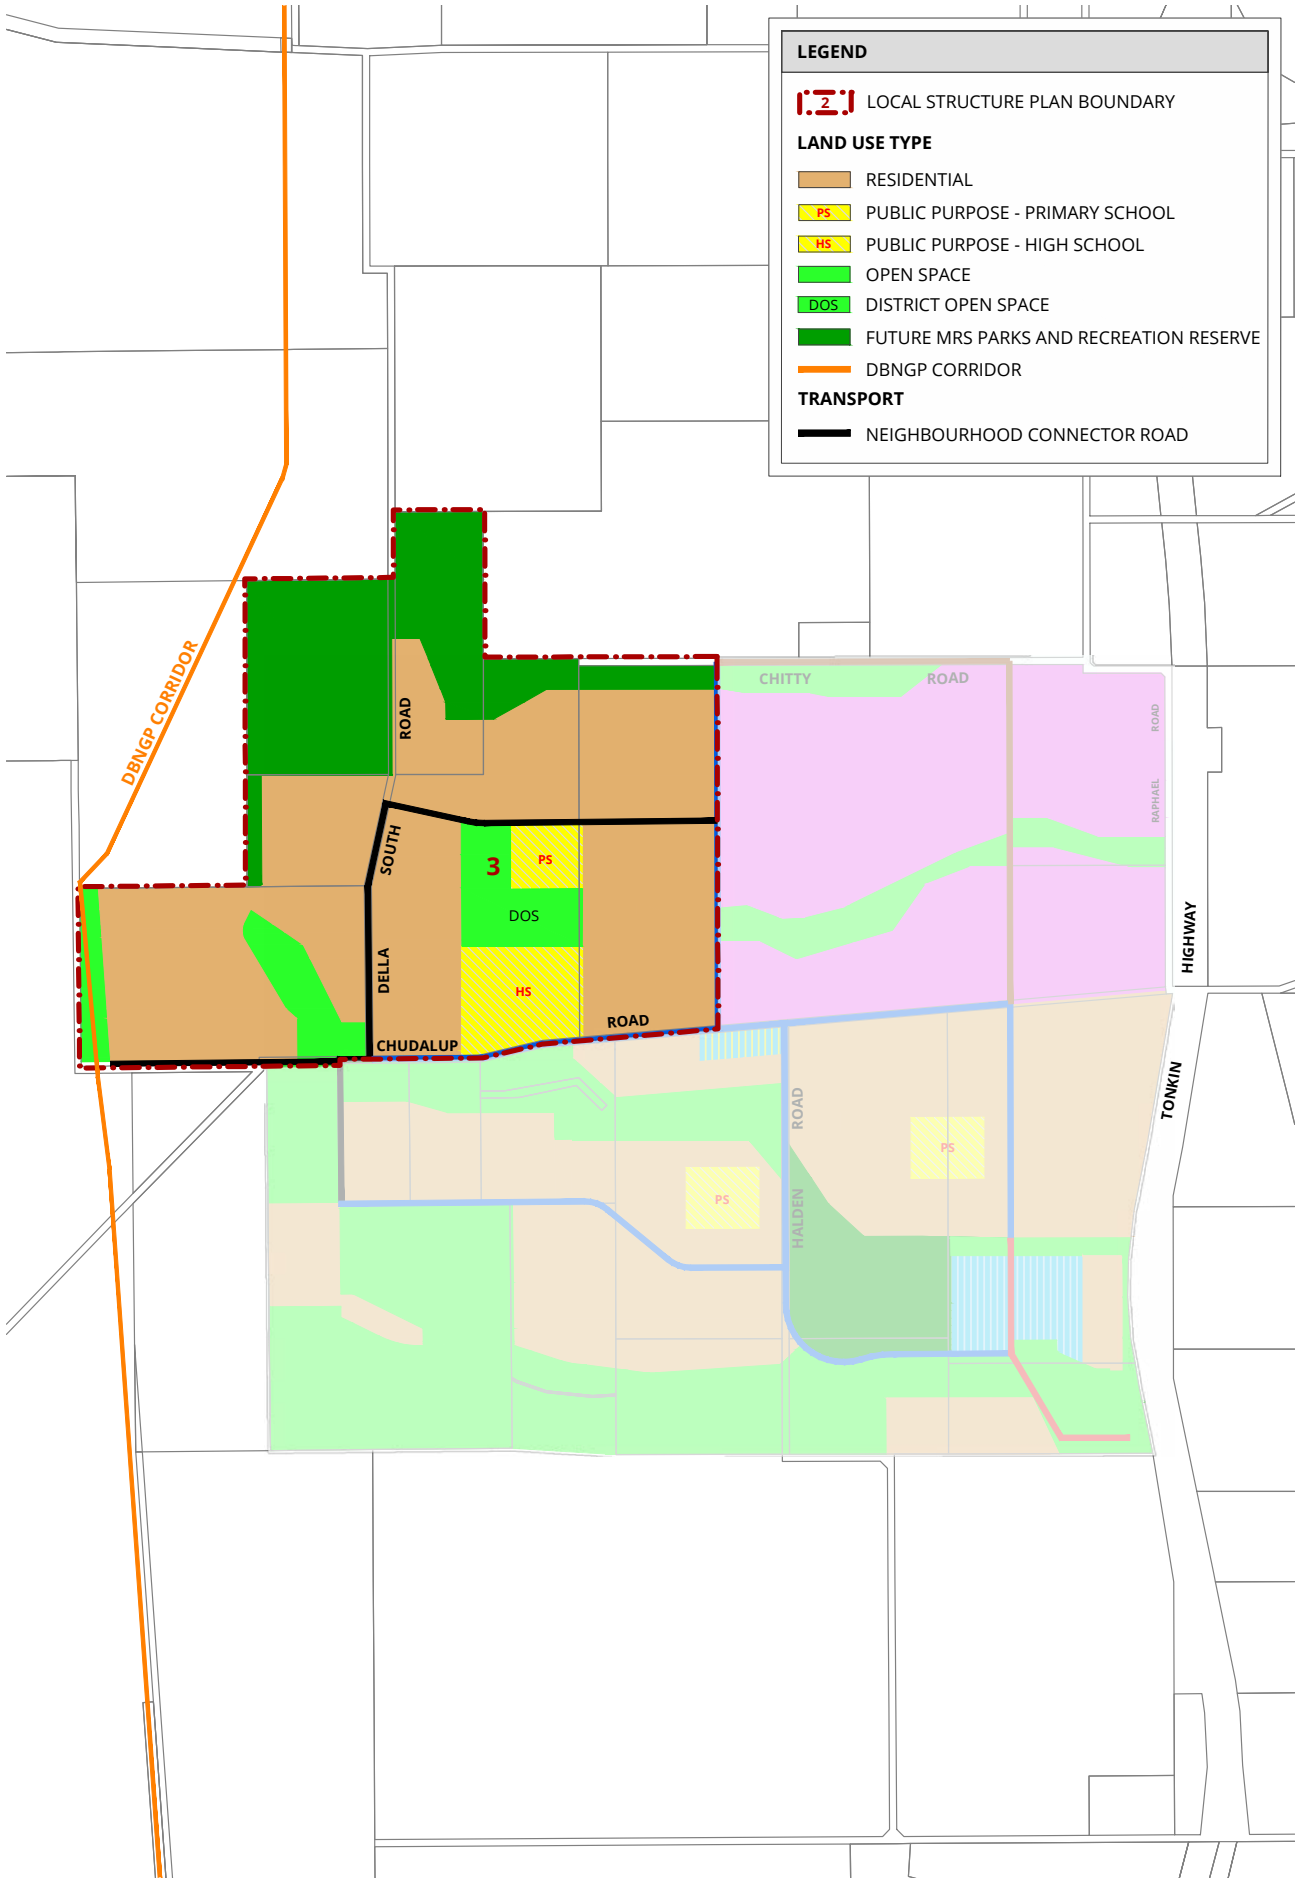 LEGEND
2
LOCAL STRUCTURE PLAN BOUNDARY
LAND USE TYPE
RESIDENTIAL
PS
PUBLIC PURPOSE - PRIMARY SCHOOL
HS
PUBLIC PURPOSE - HIGH SCHOOL
OPEN SPACE
DOS
DISTRICT OPEN SPACE
FUTURE MRS PARKS AND RECREATION RESERVE
DBNGP CORRIDOR
TRANSPORT
NEIGHBOURHOOD CONNECTOR ROAD
DBNGP CORRIDOR
ROAD
CHITTY
ROAD
ROAD
RAPHAEL
SOUTH
3
PS
DOS
DELLA
HS
HIGHWAY
ROAD
CHUDALUP
TONKIN
ROAD
PS
PS
HALDEN